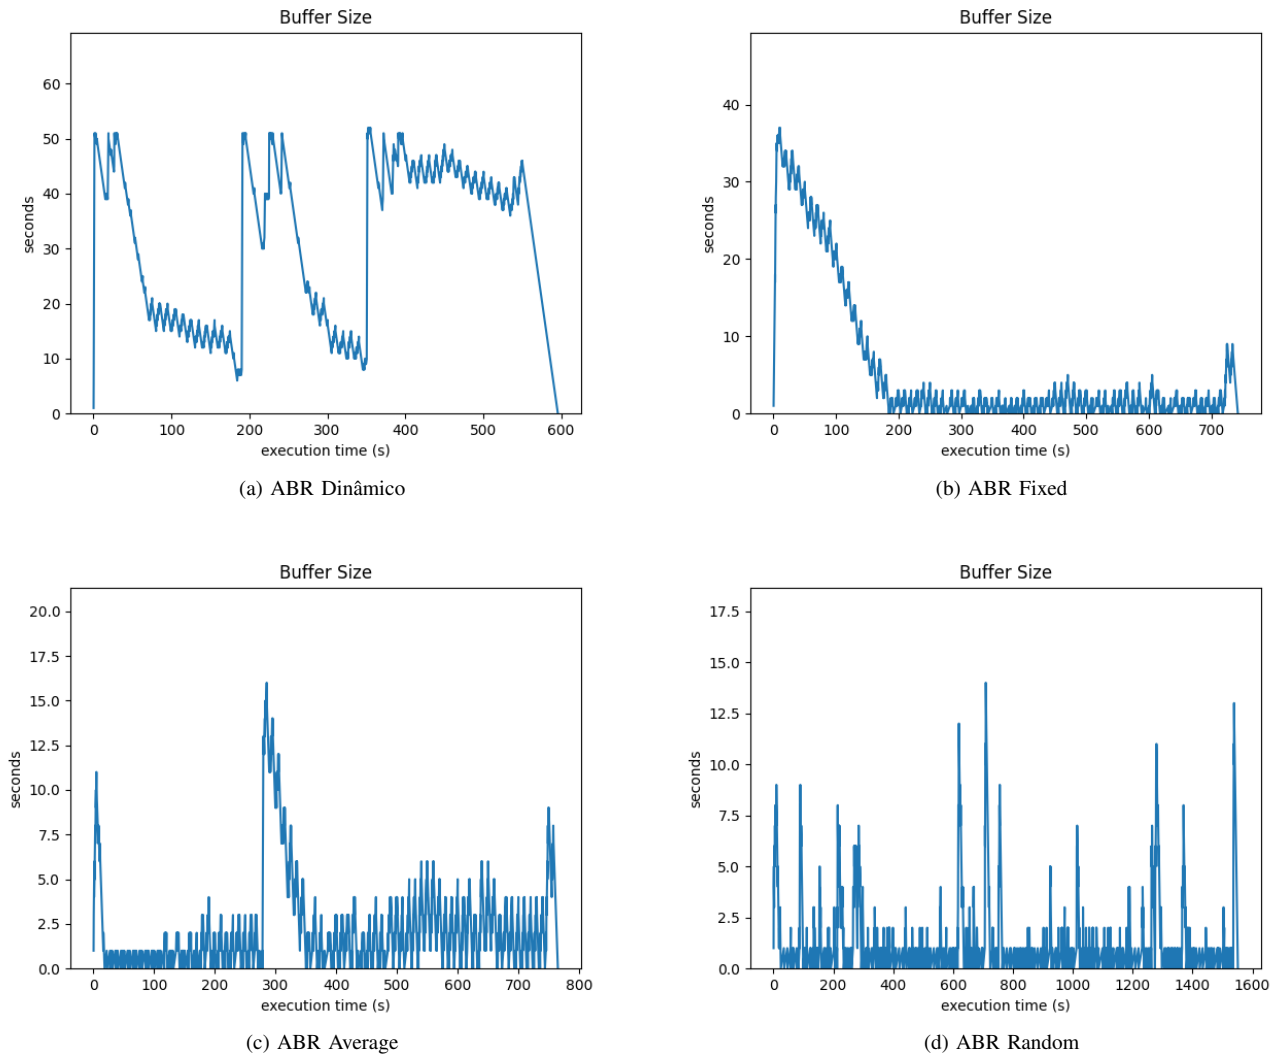 Buffer Size
60
50
40
30
20
10
0
seconds
0 100 200 300 400 500 600
execution time (s)
(a) ABR Dinâmico
Buffer Size
40
30
20
10
0
seconds
0 100 200 300 400 500 600 700
execution time (s)
(b) ABR Fixed
Buffer Size
20.0
17.5
15.0
12.5
10.0
7.5
5.0
2.5
0.0
seconds
0 100 200 300 400 500 600 700 800
execution time (s)
(c) ABR Average
Buffer Size
17.5
15.0
12.5
10.0
7.5
5.0
2.5
0.0
seconds
0 200 400 600 800 1000 1200 1400 1600
execution time (s)
(d) ABR Random